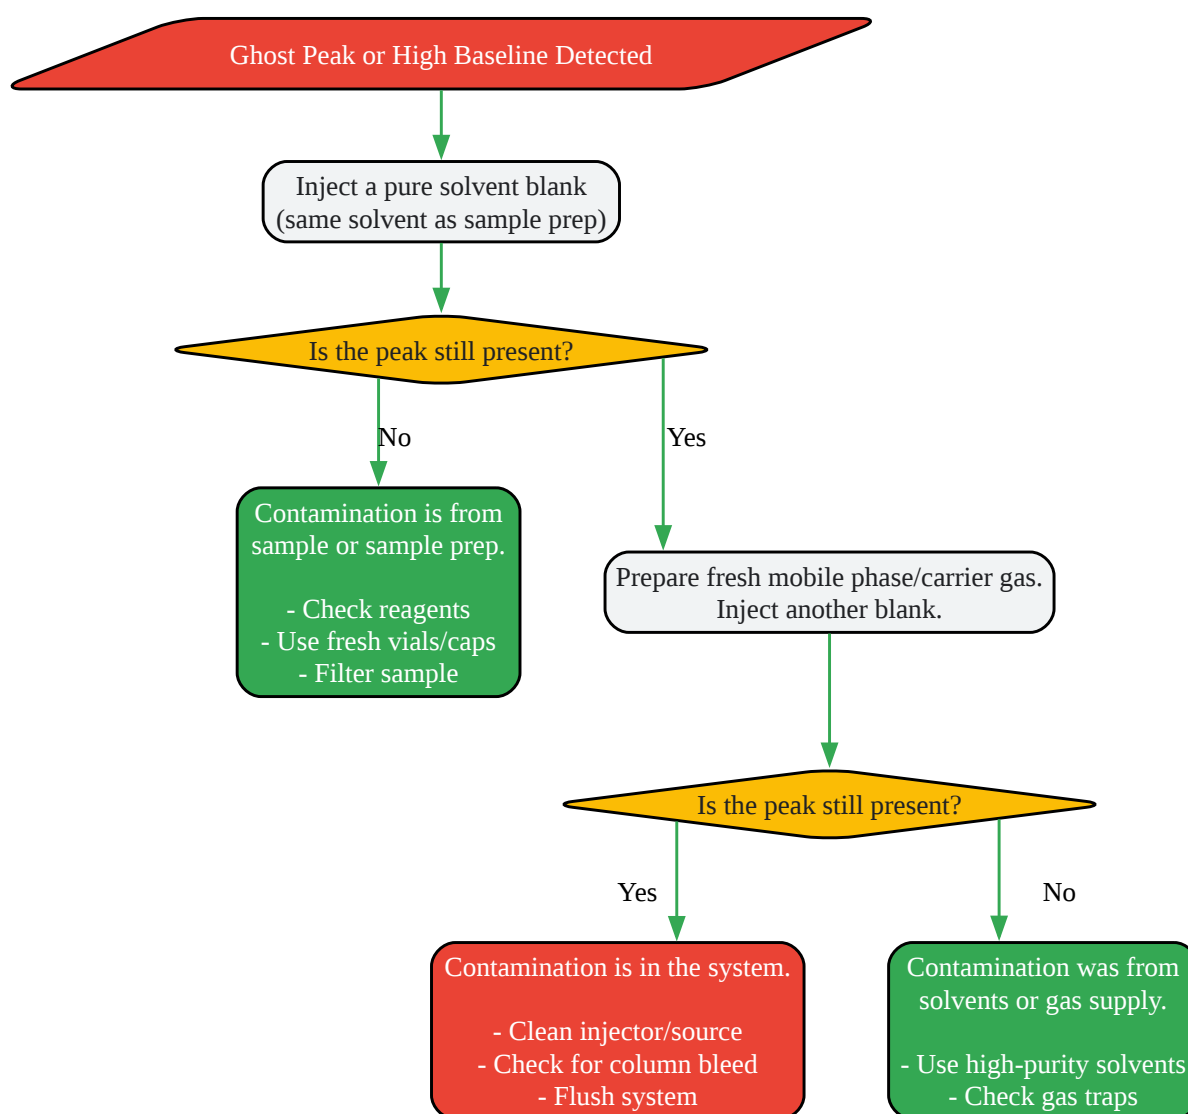 Ghost Peak or High Baseline Detected
Inject a pure solvent blank
(same solvent as sample prep)
Is the peak still present?
No
Yes
Contamination is from
sample or sample prep.
- Check reagents
- Use fresh vials/caps
- Filter sample
Prepare fresh mobile phase/carrier gas.
Inject another blank.
Is the peak still present?
Yes
No
Contamination is in the system.
- Clean injector/source
- Check for column bleed
- Flush system
Contamination was from
solvents or gas supply.
- Use high-purity solvents
- Check gas traps